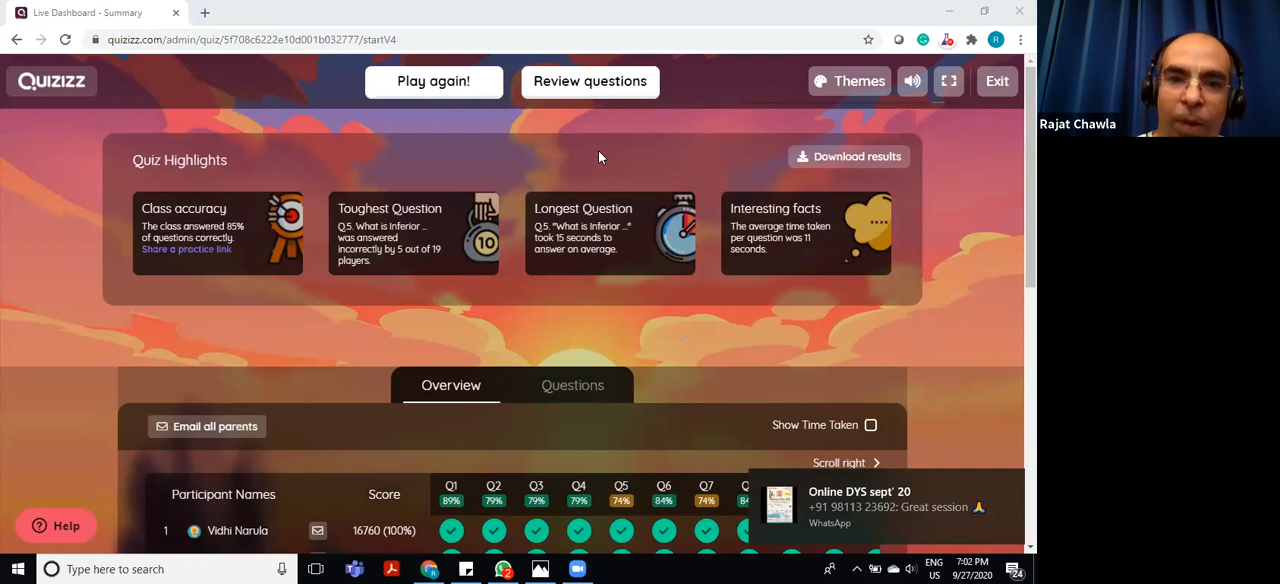 Live Dashboard - Summary
quizizz.com/admin/quiz/5f708c6222e10d001b032777/startV4
R
QUIZIZZ
Play again!
Review questions
Themes
Exit
Rajat Chawla
Quiz Highlights
Download results
Class accuracy
The class answered 85%
of questions correctly.
Share a practice link
Toughest Question
Q.5. What is Inferior ...
was answered
incorrectly by 5 out of 19
players.
10
Longest Question
Q.5. "What is Inferior ..."
took 15 seconds to
answer on average.
Interesting facts
The average time taken
per question was 11
seconds.
Overview
Questions
Email all parents
Show Time Taken
Scroll right
Participant Names
Score
Q1 Q2 Q3 Q4 Q5 Q6 Q7
89% 79% 79% 79% 74% 84% 74%
1 Vidhi Narula 16760 (100%)
Online DYS sept' 20
+91 98113 23692: Great session 🙏
WhatsApp
Help
Type here to search
2
ENG
US
7:02 PM
9/27/2020
24